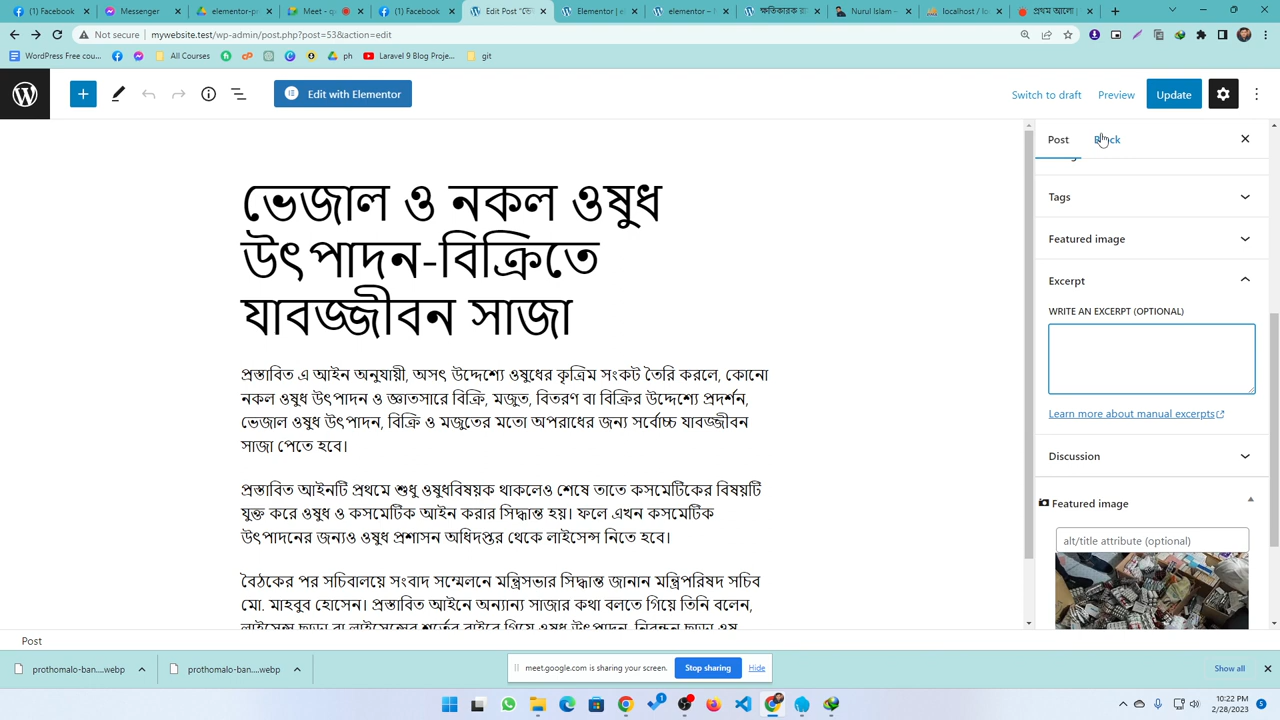 (1) Facebook
Messenger
elementor-p
Meet - q
(1) Facebook
Edit Post "ভে
Elementor | e
elementor – l
ক্ষতিকারক র
Nurul Islam –
localhost / lo
প্রথম আলো |
Not secure | mywebsite.test/wp-admin/post.php?post=53&action=edit
WordPress Free cou...
All Courses
ph
Laravel 9 Blog Proje...
git
Edit with Elementor
Switch to draft
Preview
Update
Post
Tags
Featured image
Excerpt
WRITE AN EXCERPT (OPTIONAL)
Learn more about manual excerpts
Discussion
Featured image
alt/title attribute (optional)
ভেজাল ও নকল ওষুধ
উৎপাদন-বিক্রিতে
যাবজ্জীবন সাজা
প্রস্তাবিত এ আইন অনুযায়ী, অসৎ উদ্দেশ্যে ওষুধের কৃত্রিম সংকট তৈরি করলে, কোনো
নকল ওষুধ উৎপাদন ও জ্ঞাতসারে বিক্রি, মজুত, বিতরণ বা বিক্রির উদ্দেশ্যে প্রদর্শন,
ভেজাল ওষুধ উৎপাদন, বিক্রি ও মজুতের মতো অপরাধের জন্য সর্বোচ্চ যাবজ্জীবন
সাজা পেতে হবে।
প্রস্তাবিত আইনটি প্রথমে শুধু ওষুধবিষয়ক থাকলেও শেষে তাতে কসমেটিকের বিষয়টি
যুক্ত করে ওষুধ ও কসমেটিক আইন করার সিদ্ধান্ত হয়। ফলে এখন কসমেটিক
উৎপাদনের জন্যও ওষুধ প্রশাসন অধিদপ্তর থেকে লাইসেন্স নিতে হবে।
বৈঠকের পর সচিবালয়ে সংবাদ সম্মেলনে মন্ত্রিসভার সিদ্ধান্ত জানান মন্ত্রিপরিষদ সচিব
মো. মাহবুব হোসেন। প্রস্তাবিত আইনে অন্যান্য সাজার কথা বলতে গিয়ে তিনি বলেন,
Post
prothomalo-ban....webp
prothomalo-ban....webp
meet.google.com is sharing your screen.
Stop sharing
Hide
Show all
10:22 PM
2/28/2023